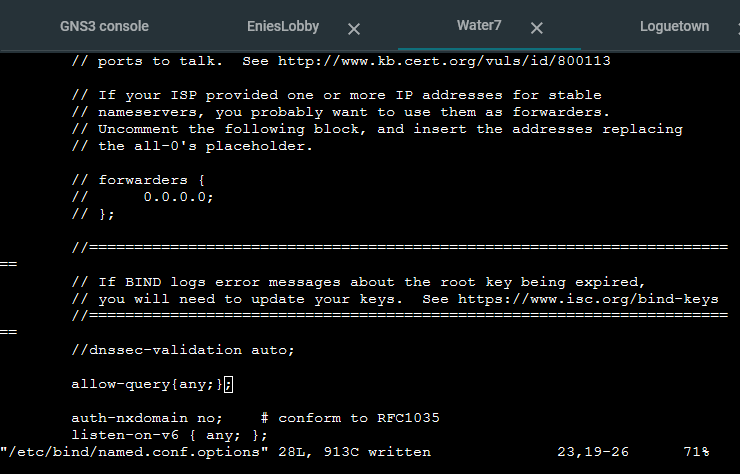 GNS3 console EniesLobby × Water7 × Loguetown
// ports to talk.  See http://www.kb.cert.org/vuls/id/800113
// If your ISP provided one or more IP addresses for stable
// nameservers, you probably want to use them as forwarders.
// Uncomment the following block, and insert the addresses replacing
// the all-0's placeholder.
// forwarders {
//      0.0.0.0;
// };
//=======================================================================
==
// If BIND logs error messages about the root key being expired,
// you will need to update your keys.  See https://www.isc.org/bind-keys
//=======================================================================
==
//dnssec-validation auto;
allow-query{any;};
auth-nxdomain no;    # conform to RFC1035
listen-on-v6 { any; };
"/etc/bind/named.conf.options" 28L, 913C written 23,19-26 71%